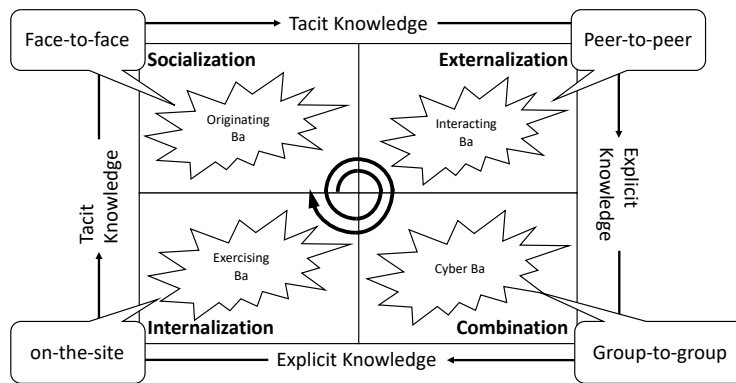 Tacit Knowledge
Face-to-face
Peer-to-peer
Socialization
Externalization
Originating
Ba
Interacting
Ba
Tacit
Knowledge
Explicit
Knowledge
Exercising
Ba
Cyber Ba
Internalization
Combination
on-the-site
Explicit Knowledge
Group-to-group